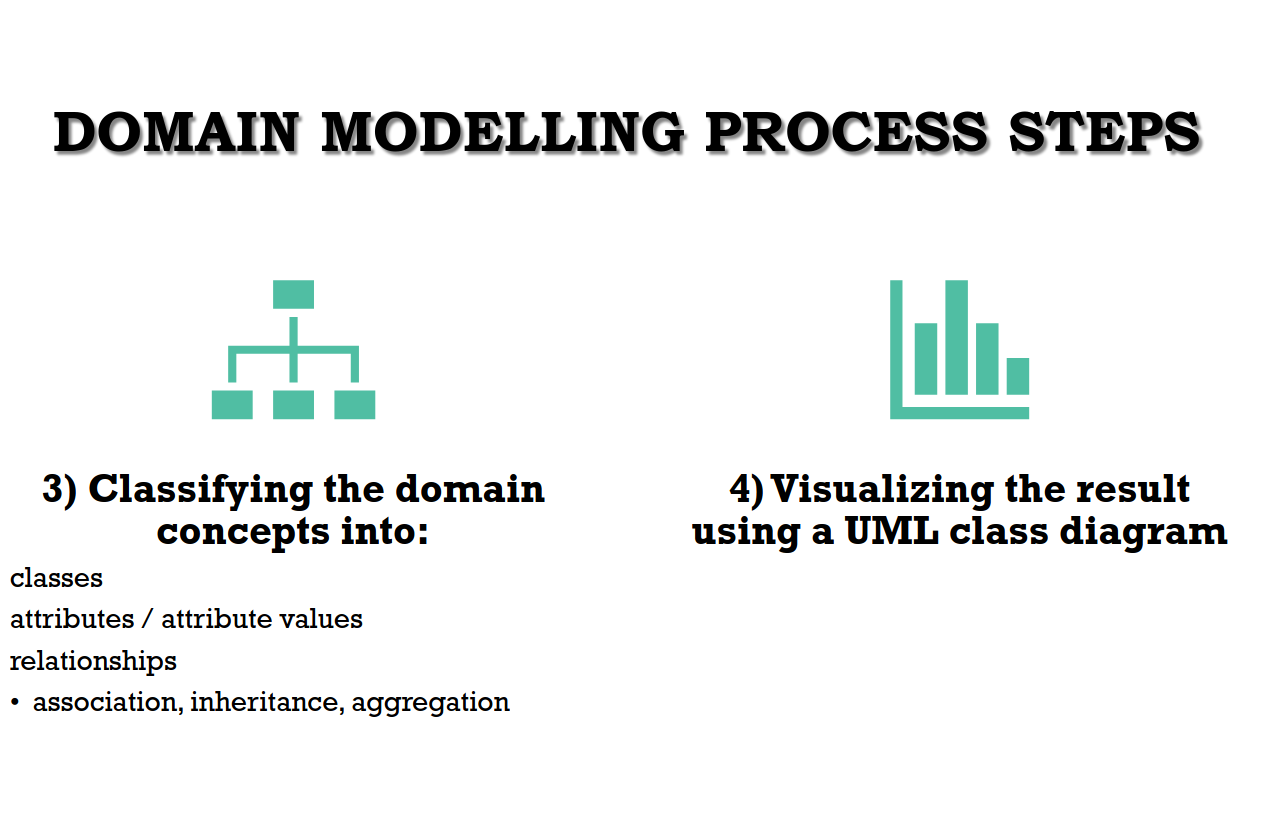 DOMAIN MODELLING PROCESS STEPS
3) Classifying the domain
concepts into:
classes
attributes / attribute values
relationships
• association, inheritance, aggregation
4) Visualizing the result
using a UML class diagram